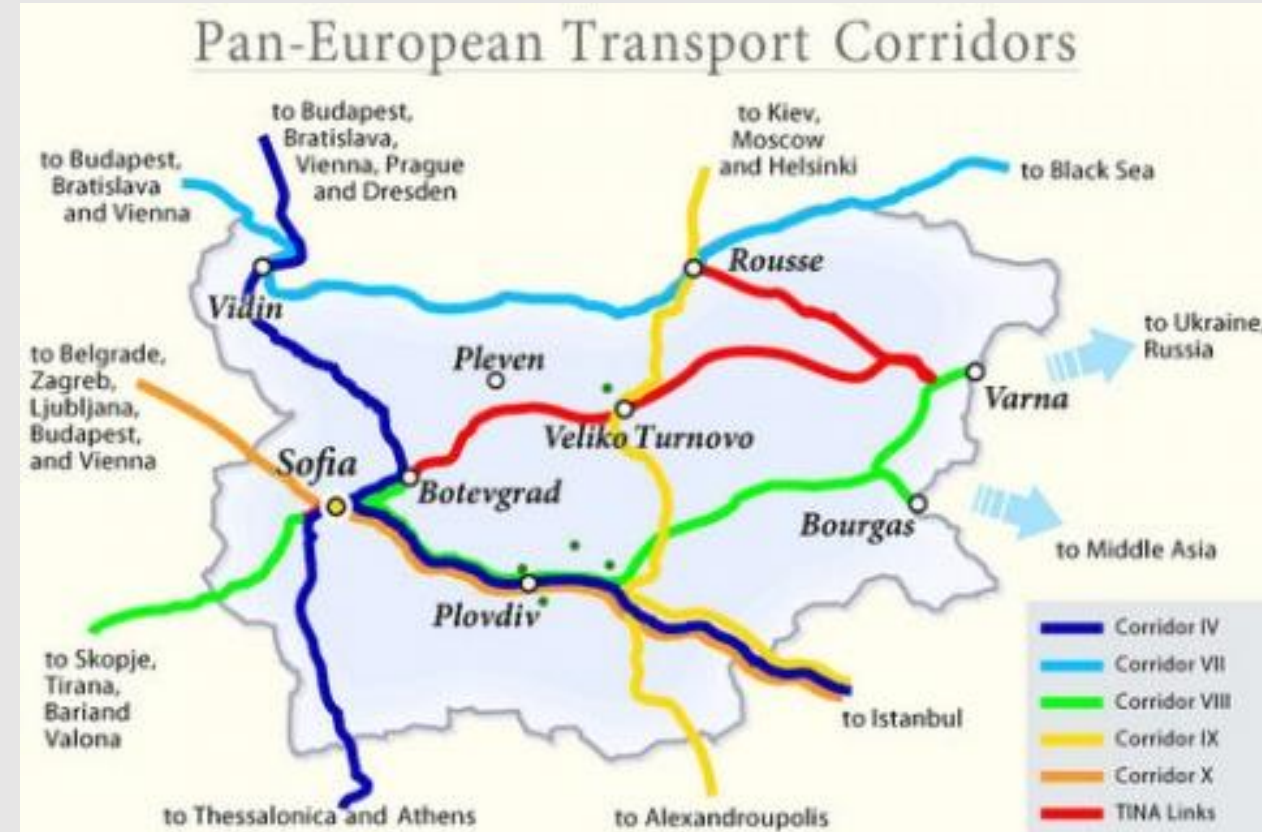 Pan-European Transport Corridors
to Budapest,
Bratislava,
Vienna, Prague
and Dresden
to Kiev,
Moscow
and Helsinki
to Budapest,
Bratislava
and Vienna
to Black Sea
Rousse
Vidin
to Ukraine,
Russia
to Belgrade,
Zagreb,
Ljubljana,
Budapest,
and Vienna
Pleven
Varna
Veliko Turnovo
Sofia
Botevgrad
Bourgas
to Middle Asia
Plovdiv
to Skopje,
Tirana,
Bariand
Valona
to Istanbul
to Thessalonica and Athens
to Alexandroupolis
Corridor IV
Corridor VII
Corridor VIII
Corridor IX
Corridor X
TINA Links